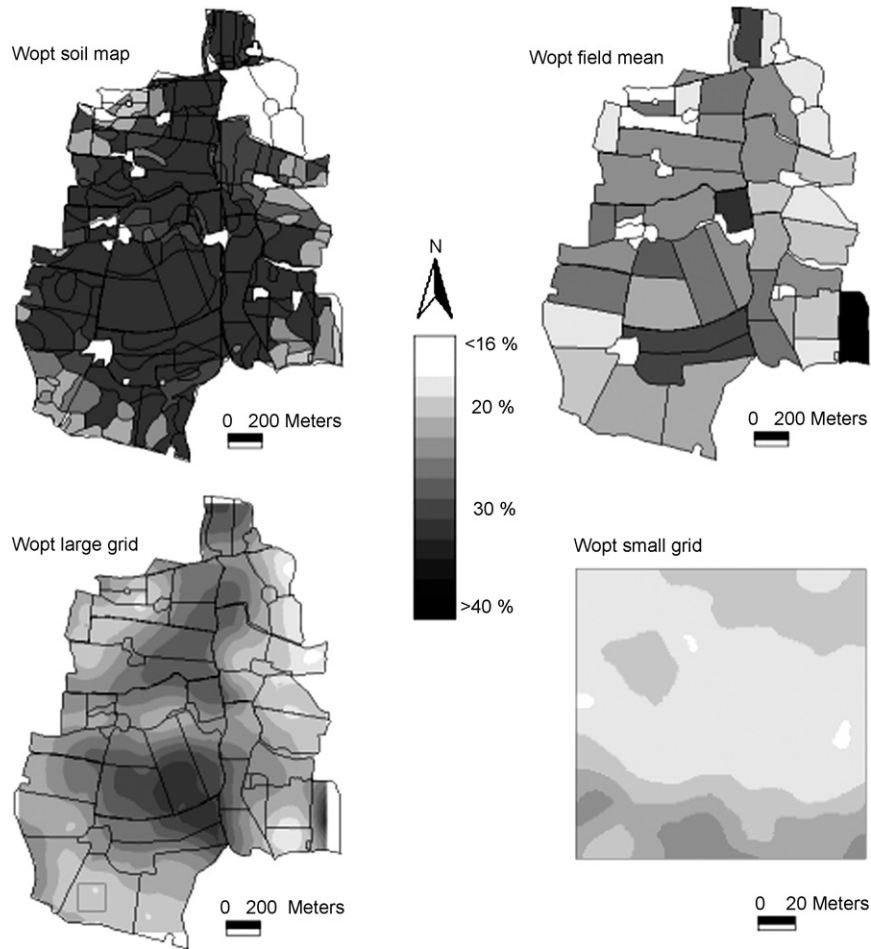 Wopt soil map
Wopt field mean
N
<16 %
20 %
30 %
>40 %
0 200 Meters
0 200 Meters
Wopt large grid
Wopt small grid
0 200 Meters
0 20 Meters